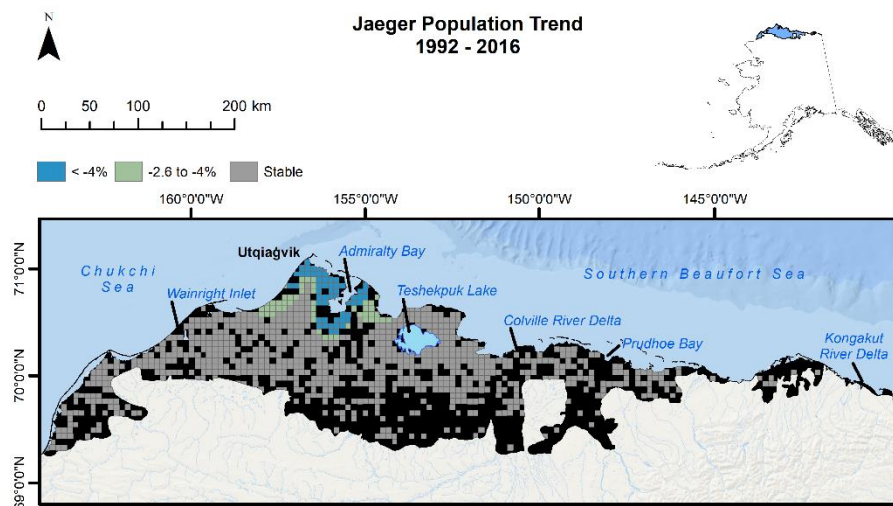 N
Jaeger Population Trend
1992 - 2016
0 50 100 200 km
< -4% -2.6 to -4% Stable
160°0'0"W 155°0'0"W 150°0'0"W 145°0'0"W
71°0'0"N
70°0'0"N
69°0'0"N
Utqiaġvik
Admiralty Bay
Chukchi
Sea
Southern Beaufort Sea
Wainright Inlet
Teshekpuk Lake
Colville River Delta
Prudhoe Bay
Kongakut
River Delta